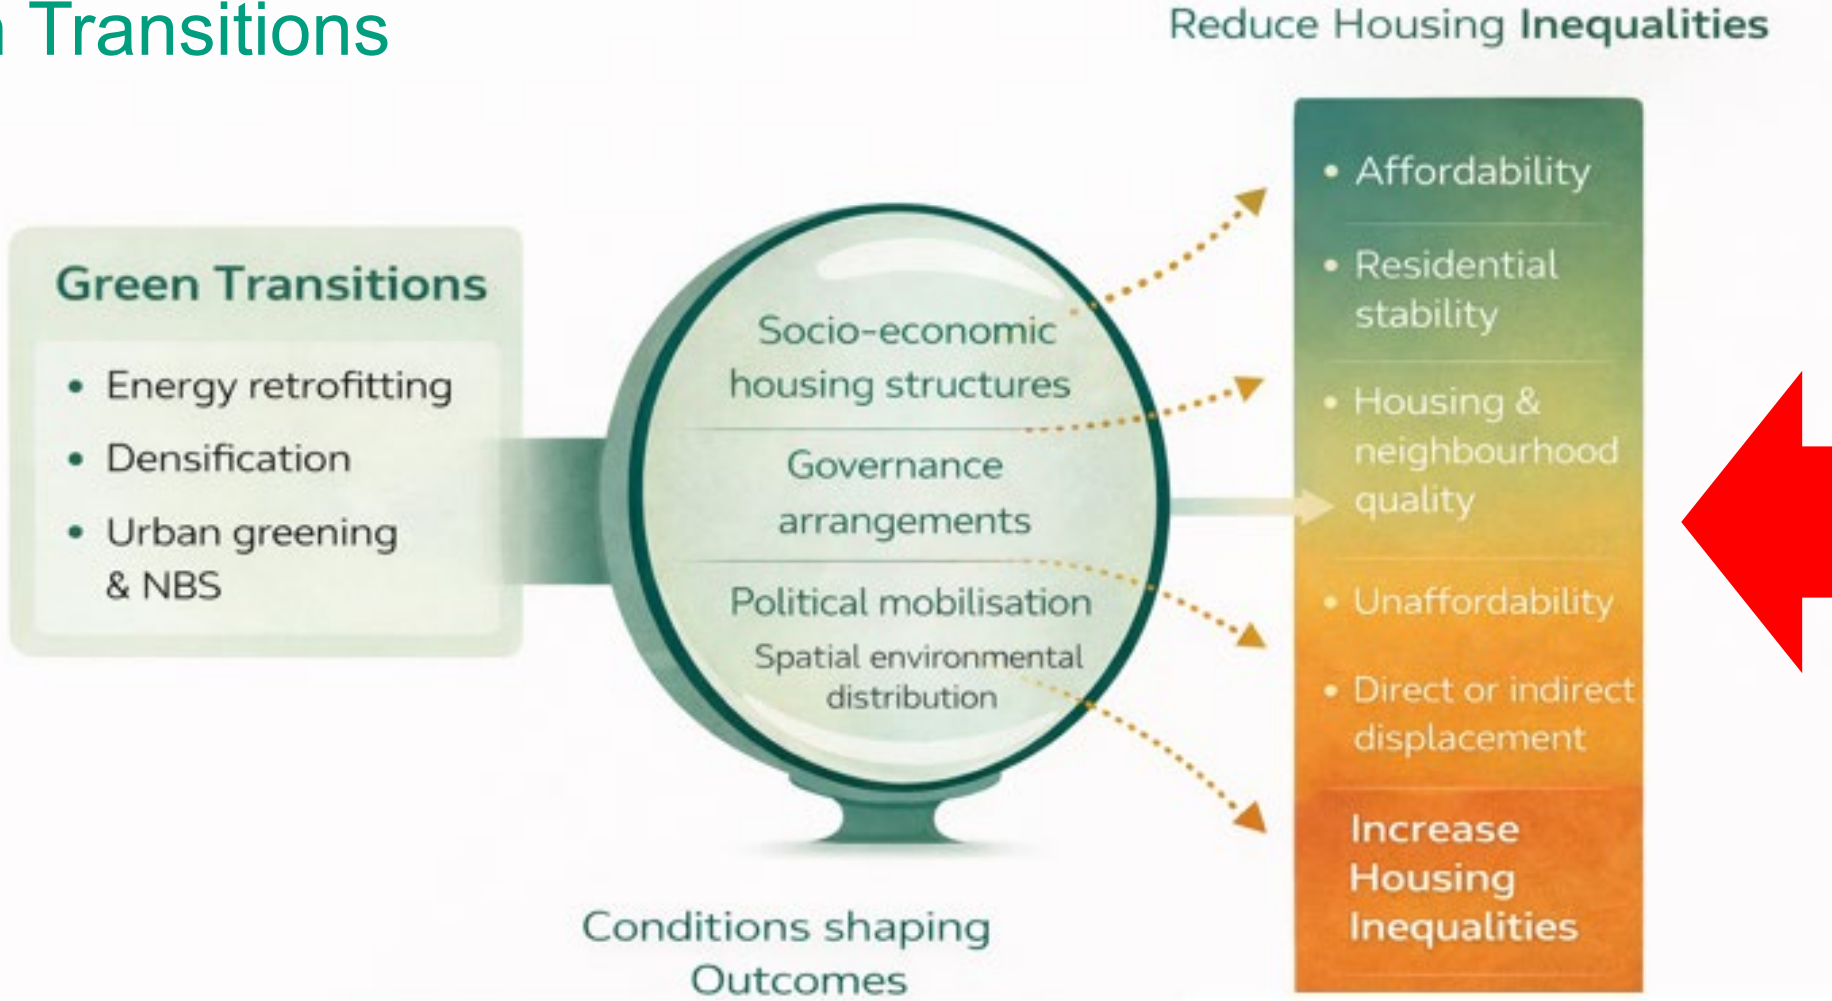 Transitions
Reduce Housing Inequalities
Green Transitions
• Energy retrofitting
• Densification
• Urban greening
& NBS
Socio-economic
housing structures
Governance
arrangements
Political mobilisation
Spatial environmental
distribution
Conditions shaping
Outcomes
• Affordability
• Residential
stability
• Housing &
neighbourhood
quality
• Unaffordability
• Direct or indirect
displacement
Increase
Housing
Inequalities